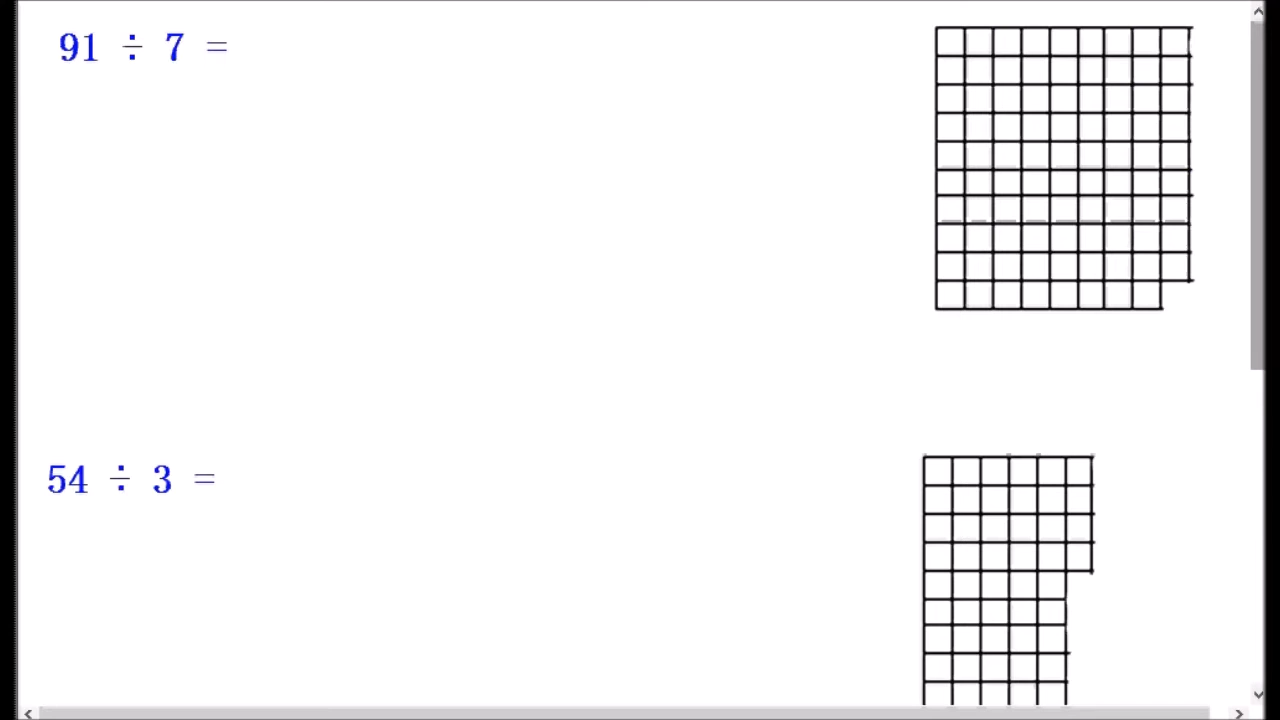 91 ÷ 7 =
54 ÷ 3 =